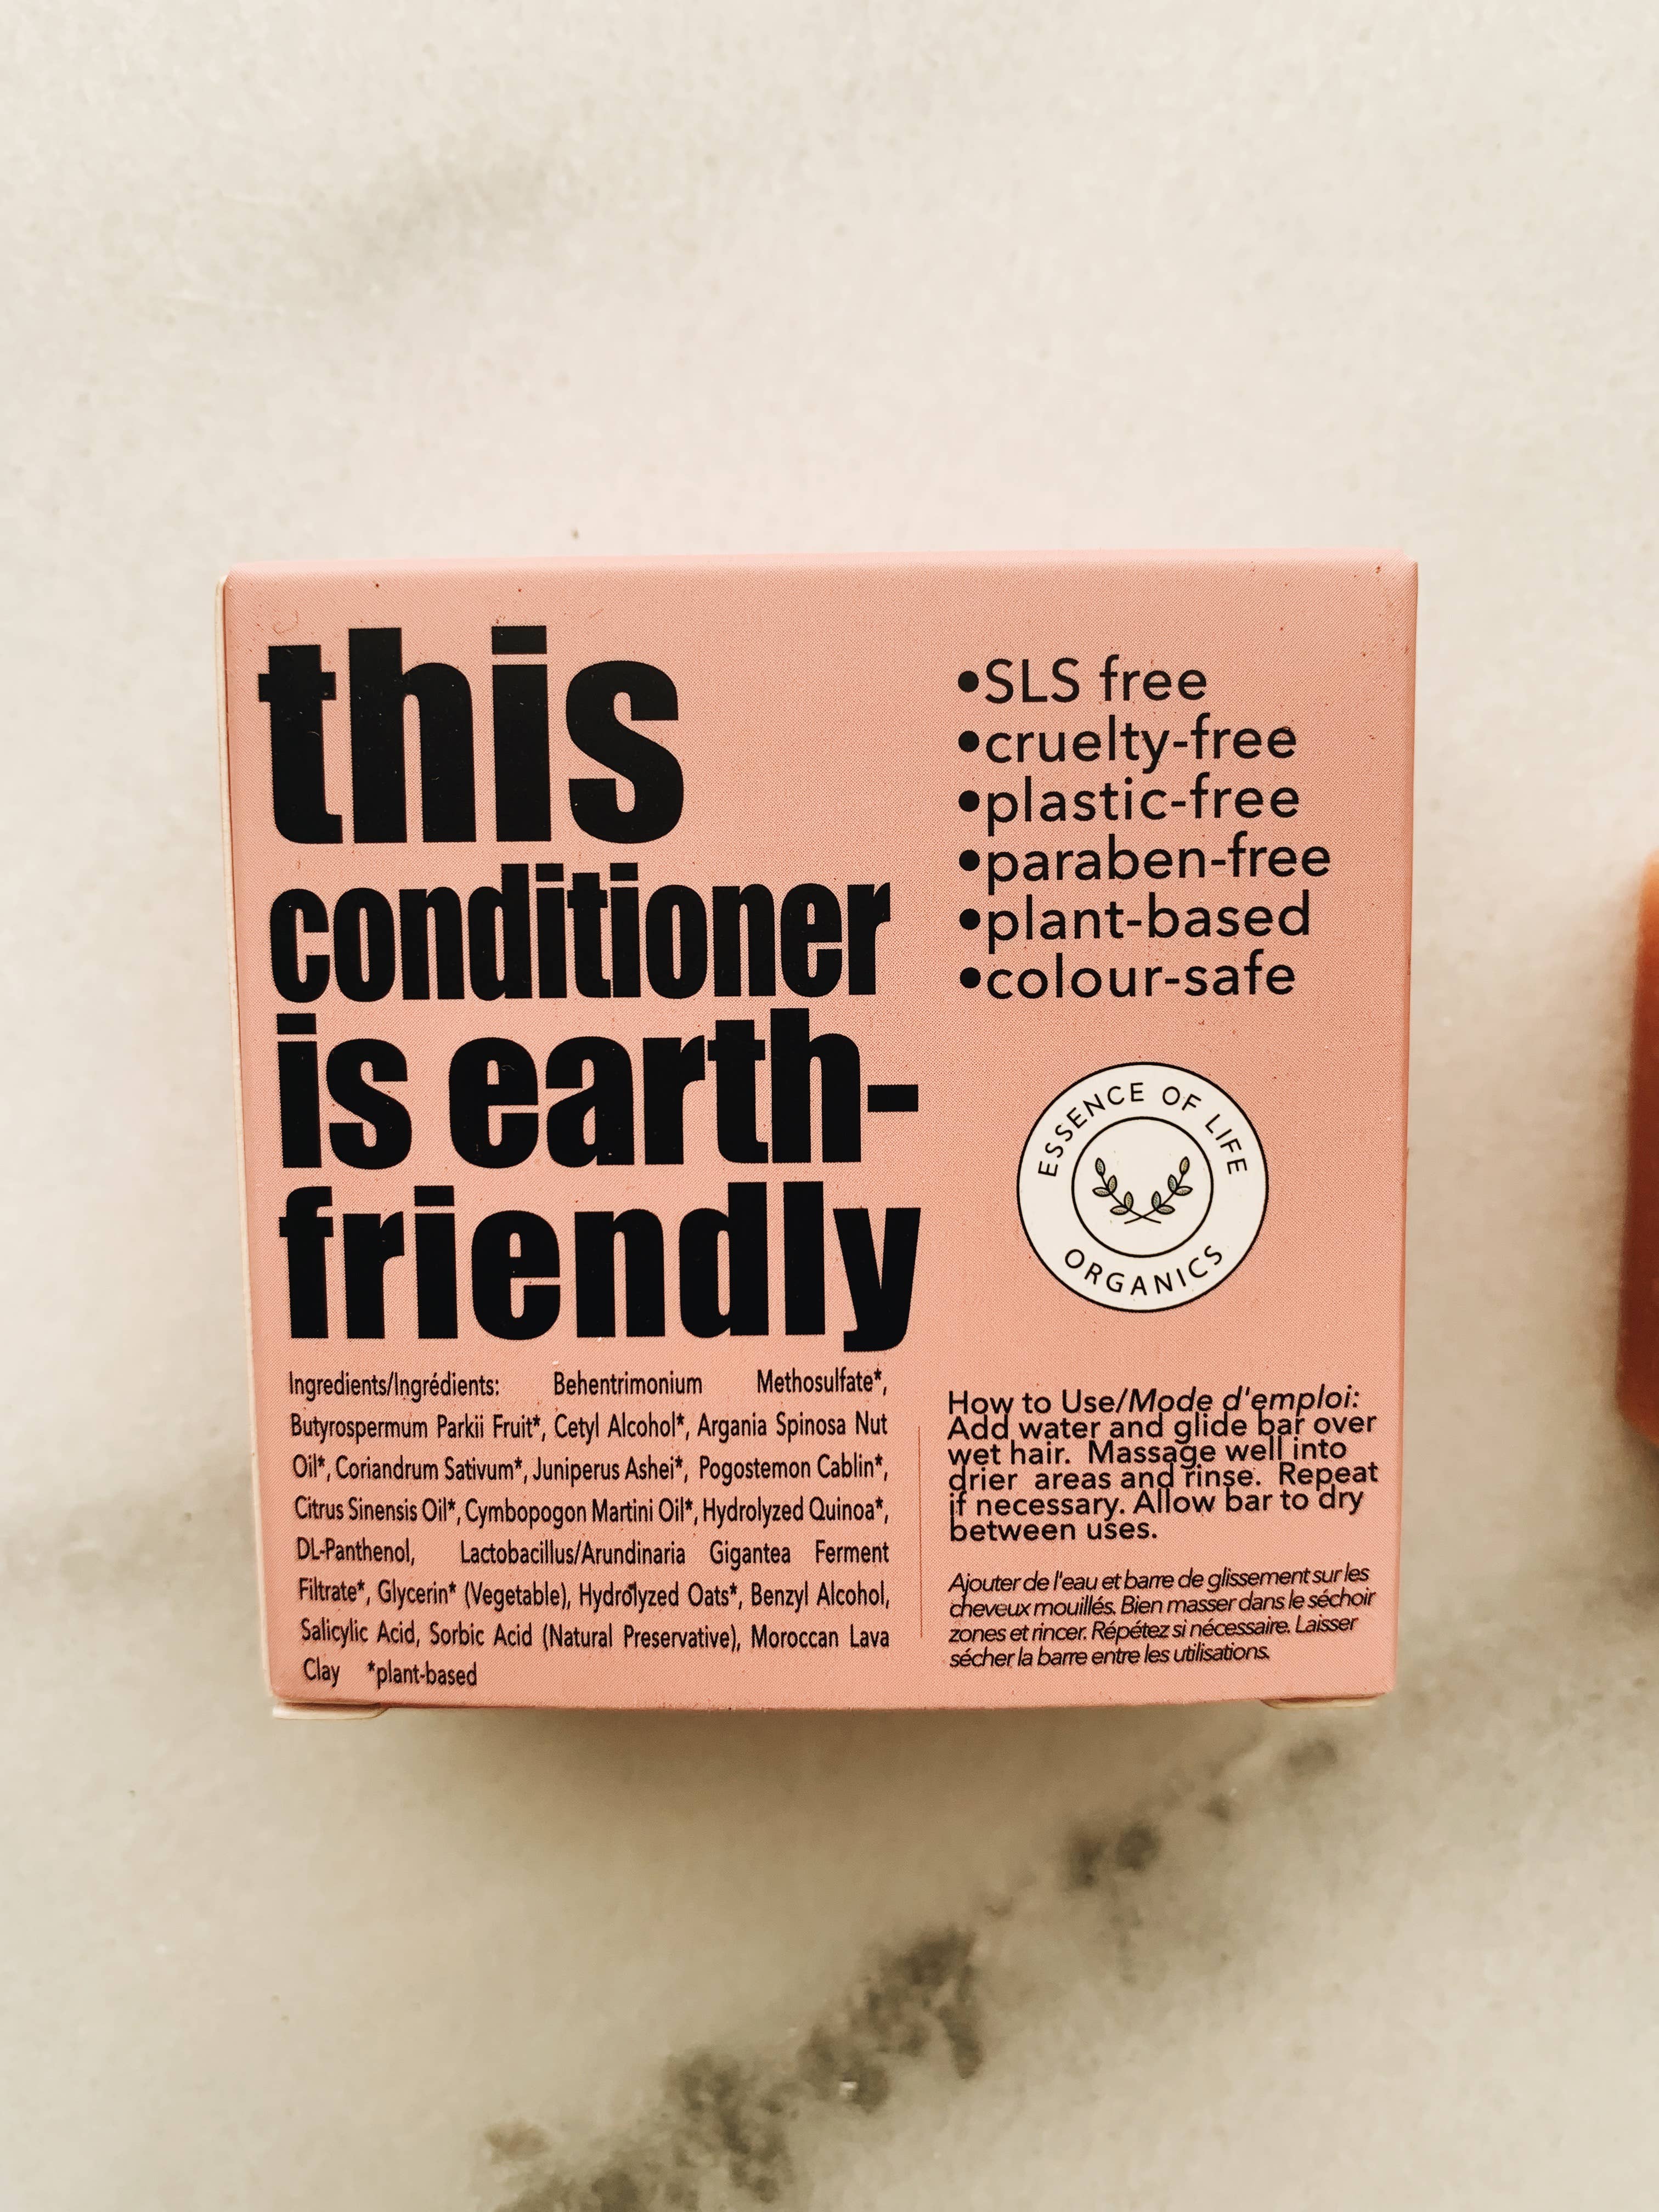 this
conditioner
is earth-
friendly
•SLS free
•cruelty-free
•plastic-free
•paraben-free
•plant-based
•colour-safe
ESSENCE OF LIFE
ORGANICS
Ingredients/Ingrédients: Behentrimonium Methosulfate*,
Butyrospermum Parkii Fruit*, Cetyl Alcohol*, Argania Spinosa Nut
Oil*, Coriandrum Sativum*, Juniperus Ashei*, Pogostemon Cablin*,
Citrus Sinensis Oil*, Cymbopogon Martini Oil*, Hydrolyzed Quinoa*,
DL-Panthenol, Lactobacillus/Arundinaria Gigantea Ferment
Filtrate*, Glycerin* (Vegetable), Hydrolyzed Oats*, Benzyl Alcohol,
Salicylic Acid, Sorbic Acid (Natural Preservative), Moroccan Lava
Clay *plant-based
How to Use/Mode d'emploi:
Add water and glide bar over
wet hair. Massage well into
drier areas and rinse. Repeat
if necessary. Allow bar to dry
between uses.
Ajouter de l'eau et barre de glissement sur les
cheveux mouillés. Bien masser dans le séchoir
zones et rincer. Répétez si nécessaire. Laisser
sécher la barre entre les utilisations.